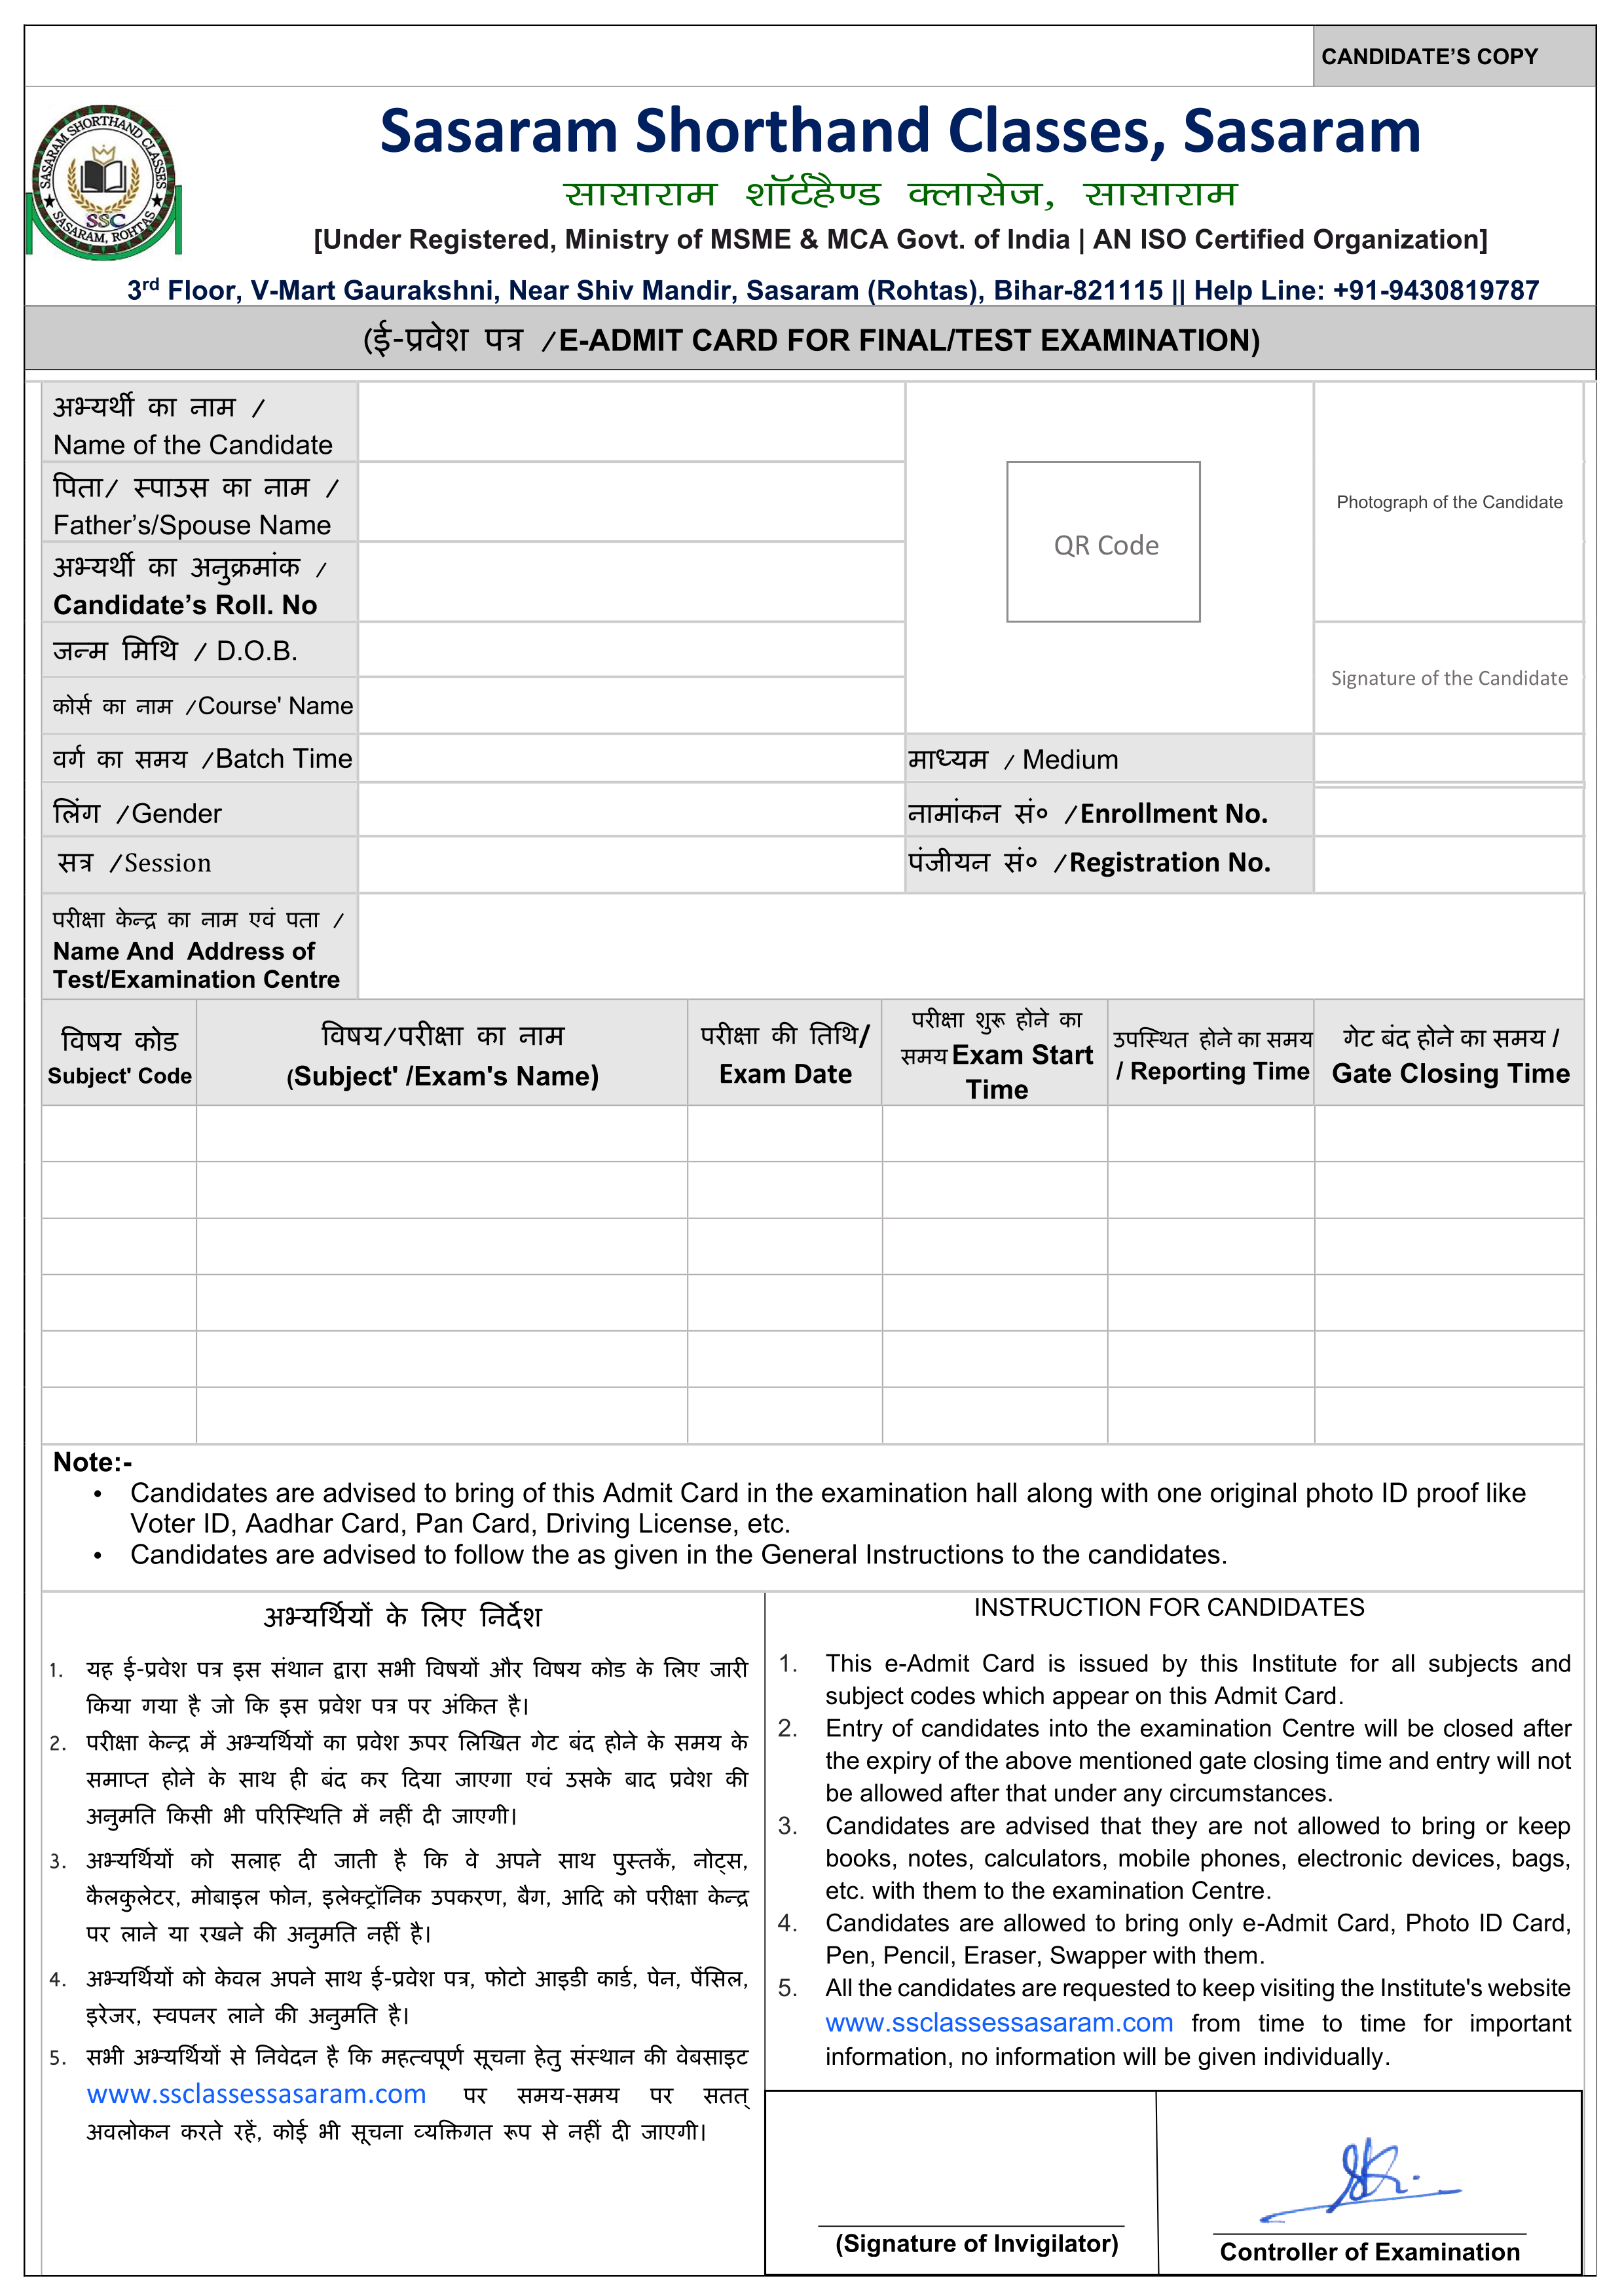 CANDIDATE’S COPY
SASARAM SHORTHAND CLASSES
SSC
★ SASARAM, ROHTAS ★
Sasaram Shorthand Classes, Sasaram
सासाराम शॉर्टहैण्ड क्लासेज, सासाराम
[Under Registered, Ministry of MSME & MCA Govt. of India | AN ISO Certified Organization]
3rd Floor, V-Mart Gaurakshni, Near Shiv Mandir, Sasaram (Rohtas), Bihar-821115 || Help Line: +91-9430819787
(ई-प्रवेश पत्र /E-ADMIT CARD FOR FINAL/TEST EXAMINATION)
अभ्यर्थी का नाम /
Name of the Candidate
पिता/ स्पाउस का नाम /
Father’s/Spouse Name
अभ्यर्थी का अनुक्रमांक /
Candidate’s Roll. No
जन्म मिथि / D.O.B.
कोर्स का नाम /Course' Name
QR Code
Photograph of the Candidate
Signature of the Candidate
वर्ग का समय /Batch Time
माध्यम / Medium
लिंग /Gender
नामांकन सं० /Enrollment No.
सत्र /Session
पंजीयन सं० /Registration No.
परीक्षा केन्द्र का नाम एवं पता /
Name And Address of
Test/Examination Centre
विषय कोड
Subject' Code
विषय/परीक्षा का नाम
(Subject' /Exam's Name)
परीक्षा की तिथि/
Exam Date
परीक्षा शुरू होने का
समय Exam Start
Time
उपस्थित होने का समय
/ Reporting Time
गेट बंद होने का समय /
Gate Closing Time
Note:-
• Candidates are advised to bring of this Admit Card in the examination hall along with one original photo ID proof like
Voter ID, Aadhar Card, Pan Card, Driving License, etc.
• Candidates are advised to follow the as given in the General Instructions to the candidates.
अभ्यर्थियों के लिए निर्देश
1. यह ई-प्रवेश पत्र इस संथान द्वारा सभी विषयों और विषय कोड के लिए जारी
किया गया है जो कि इस प्रवेश पत्र पर अंकित है।
2. परीक्षा केन्द्र में अभ्यर्थियों का प्रवेश ऊपर लिखित गेट बंद होने के समय के
समाप्त होने के साथ ही बंद कर दिया जाएगा एवं उसके बाद प्रवेश की
अनुमति किसी भी परिस्थिति में नहीं दी जाएगी।
3. अभ्यर्थियों को सलाह दी जाती है कि वे अपने साथ पुस्तकें, नोट्स,
कैलकुलेटर, मोबाइल फोन, इलेक्ट्रॉनिक उपकरण, बैग, आदि को परीक्षा केन्द्र
पर लाने या रखने की अनुमति नहीं है।
4. अभ्यर्थियों को केवल अपने साथ ई-प्रवेश पत्र, फोटो आइडी कार्ड, पेन, पेंसिल,
इरेजर, स्वपनर लाने की अनुमति है।
5. सभी अभ्यर्थियों से निवेदन है कि महत्वपूर्ण सूचना हेतु संस्थान की वेबसाइट
www.ssclassessasaram.com पर समय-समय पर सतत्
अवलोकन करते रहें, कोई भी सूचना व्यक्तिगत रूप से नहीं दी जाएगी।
INSTRUCTION FOR CANDIDATES
1. This e-Admit Card is issued by this Institute for all subjects and
subject codes which appear on this Admit Card.
2. Entry of candidates into the examination Centre will be closed after
the expiry of the above mentioned gate closing time and entry will not
be allowed after that under any circumstances.
3. Candidates are advised that they are not allowed to bring or keep
books, notes, calculators, mobile phones, electronic devices, bags,
etc. with them to the examination Centre.
4. Candidates are allowed to bring only e-Admit Card, Photo ID Card,
Pen, Pencil, Eraser, Swapper with them.
5. All the candidates are requested to keep visiting the Institute's website
www.ssclassessasaram.com from time to time for important
information, no information will be given individually.
(Signature of Invigilator)
Controller of Examination